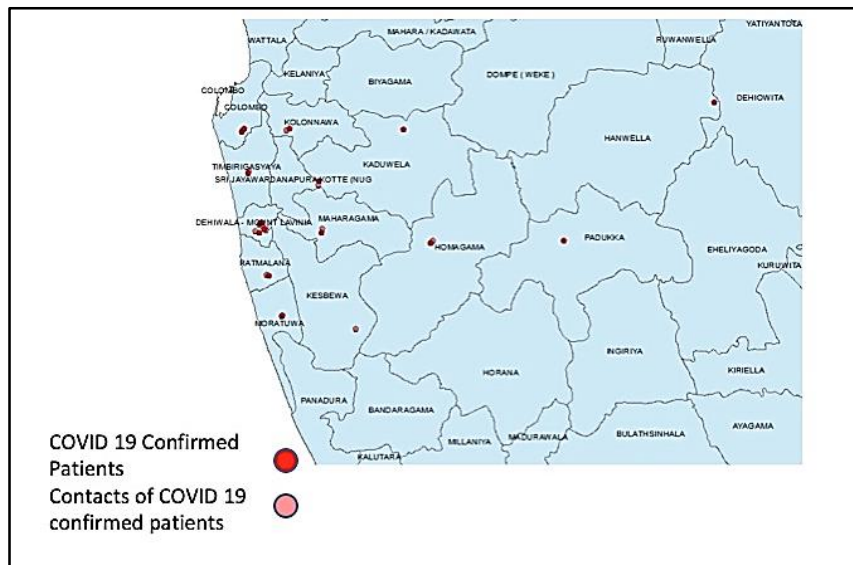 YATIYANTOTA
MAHARA / KADAWATA
RUWANWELLA
WATTALA
KELANIYA
BIYAGAMA
DOMPE ( WEKE )
DEHIOWITA
COLOMBO
COLOMBO
KOLONNAWA
HANWELLA
KADUWELA
TIMBIRIGASYAYA
SRI JAYAWARDANAPURA KOTTE (NUG
DEHIWALA - MOUNT LAVINIA
MAHARAGAMA
HOMAGAMA
PADUKKA
EHELIYAGODA
KURUWITA
RATMALANA
KESBEWA
MORATUWA
INGIRIYA
HORANA
KIRIELLA
PANADURA
BANDARAGAMA
AYAGAMA
MILLANIYA
MADURAWALA
BULATHSINHALA
KALUTARA
COVID 19 Confirmed
Patients
Contacts of COVID 19
confirmed patients